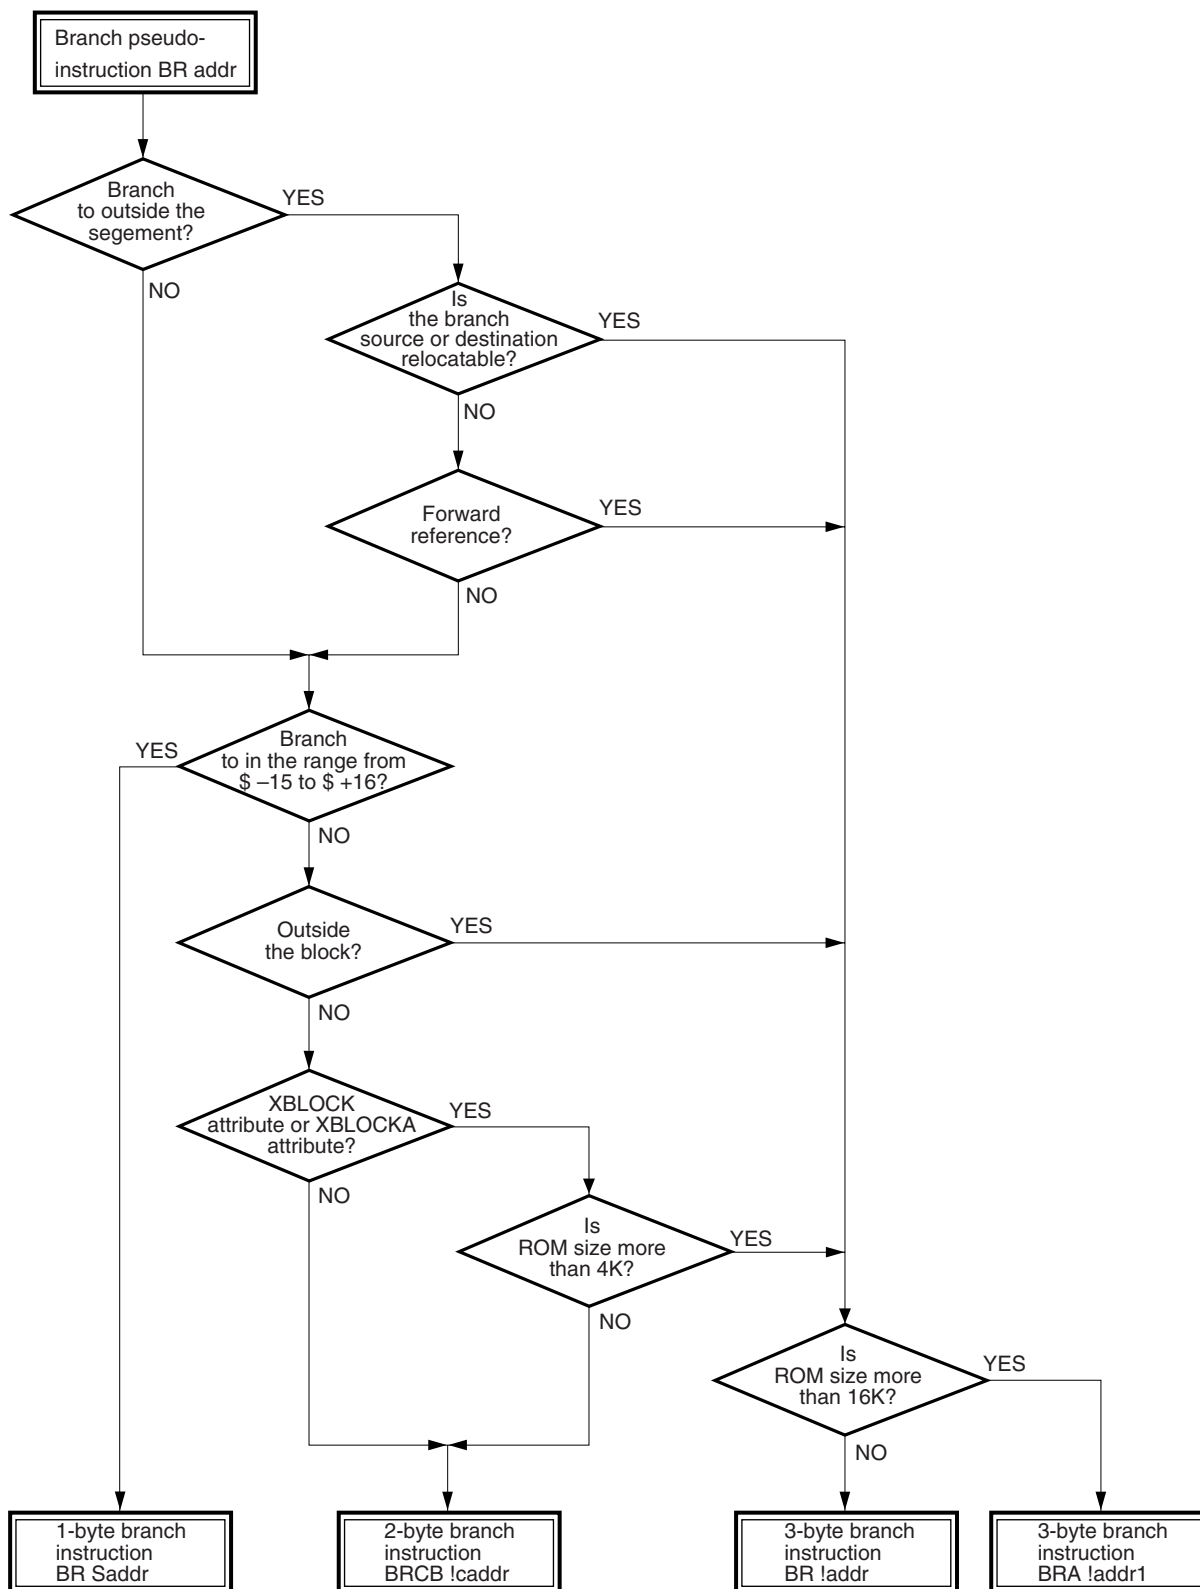 Branch pseudo-
instruction BR addr
Branch
to outside the
segement?
YES
NO
Is
the branch
source or destination
relocatable?
YES
NO
Forward
reference?
YES
NO
Branch
to in the range from
$ –15 to $ +16?
YES
NO
Outside
the block?
YES
NO
XBLOCK
attribute or XBLOCKA
attribute?
YES
NO
Is
ROM size more
than 4K?
YES
NO
Is
ROM size more
than 16K?
YES
NO
1-byte branch
instruction
BR Saddr
2-byte branch
instruction
BRCB !caddr
3-byte branch
instruction
BR !addr
3-byte branch
instruction
BRA !addr1